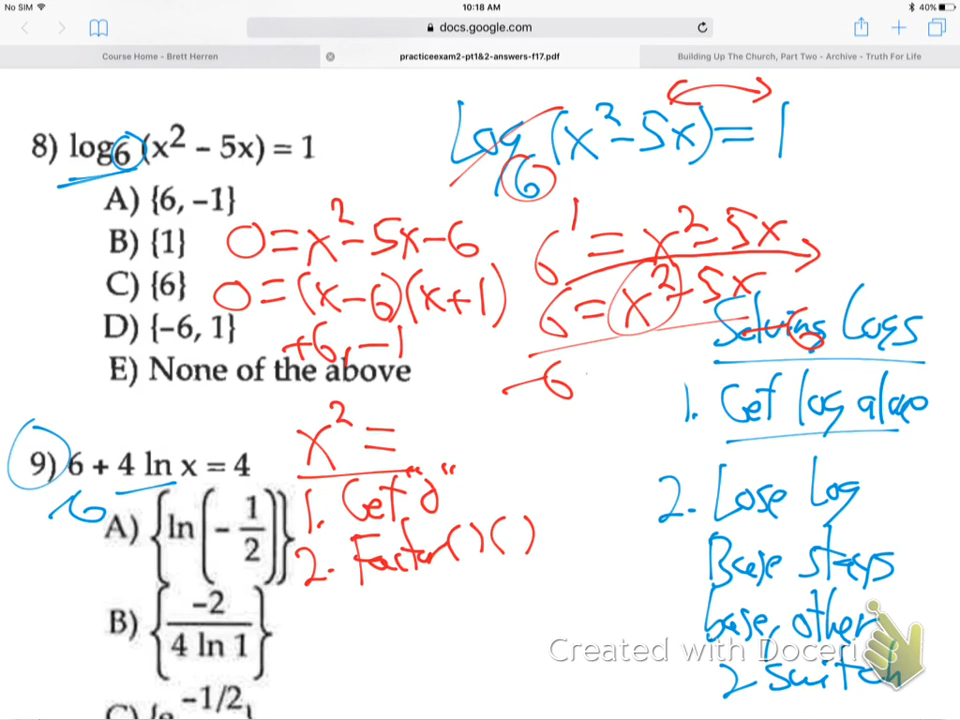 No SIM 10:18 AM 40%
docs.google.com
Course Home - Brett Herren practiceexam2-pt1&2-answers-f17.pdf Building Up The Church, Part Two - Archive - Truth For Life
8) log₆ (x² – 5x) = 1
A) {6, –1}
B) {1}
C) {6}
D) {–6, 1}
E) None of the above
log₆ (x² - 5x) = 1
6¹ = x² - 5x
6 = x² - 5x
-6 -6
0 = x² - 5x - 6
0 = (x - 6)(x + 1)
+6, -1
x² =
1. Get "0"
2. Factor ( ) ( )
Solving Logs
1. Get log alone
2. Lose Log
Base stays
base, other
2 switch
9) 6 + 4 ln x = 4
-6
A) {ln (–1/2)}
B) {–2/4 ln 1}
C) –1/2
Created with Doceri